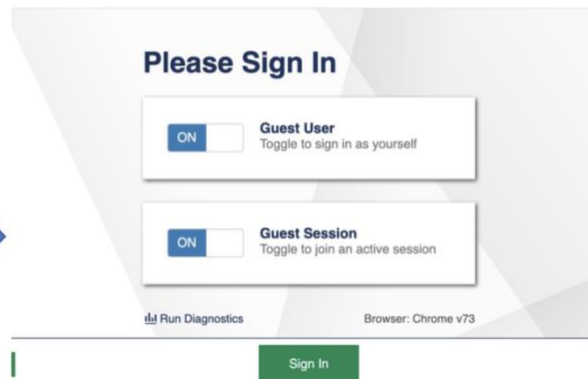 Please Sign In
ON
Guest User
Toggle to sign in as yourself
ON
Guest Session
Toggle to join an active session
Run Diagnostics
Browser: Chrome v73
Sign In